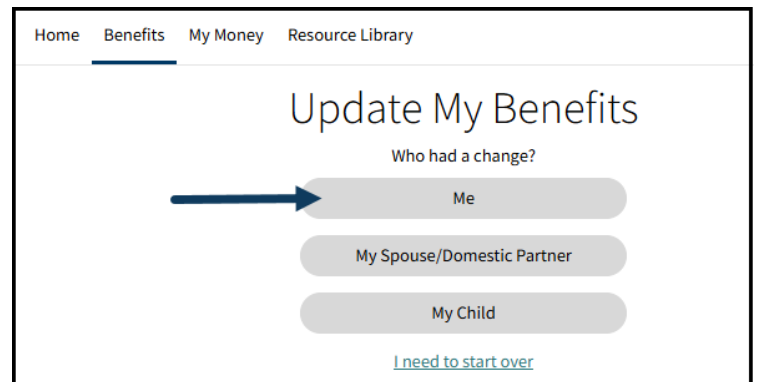 Home Benefits My Money Resource Library
Update My Benefits
Who had a change?
Me
My Spouse/Domestic Partner
My Child
I need to start over